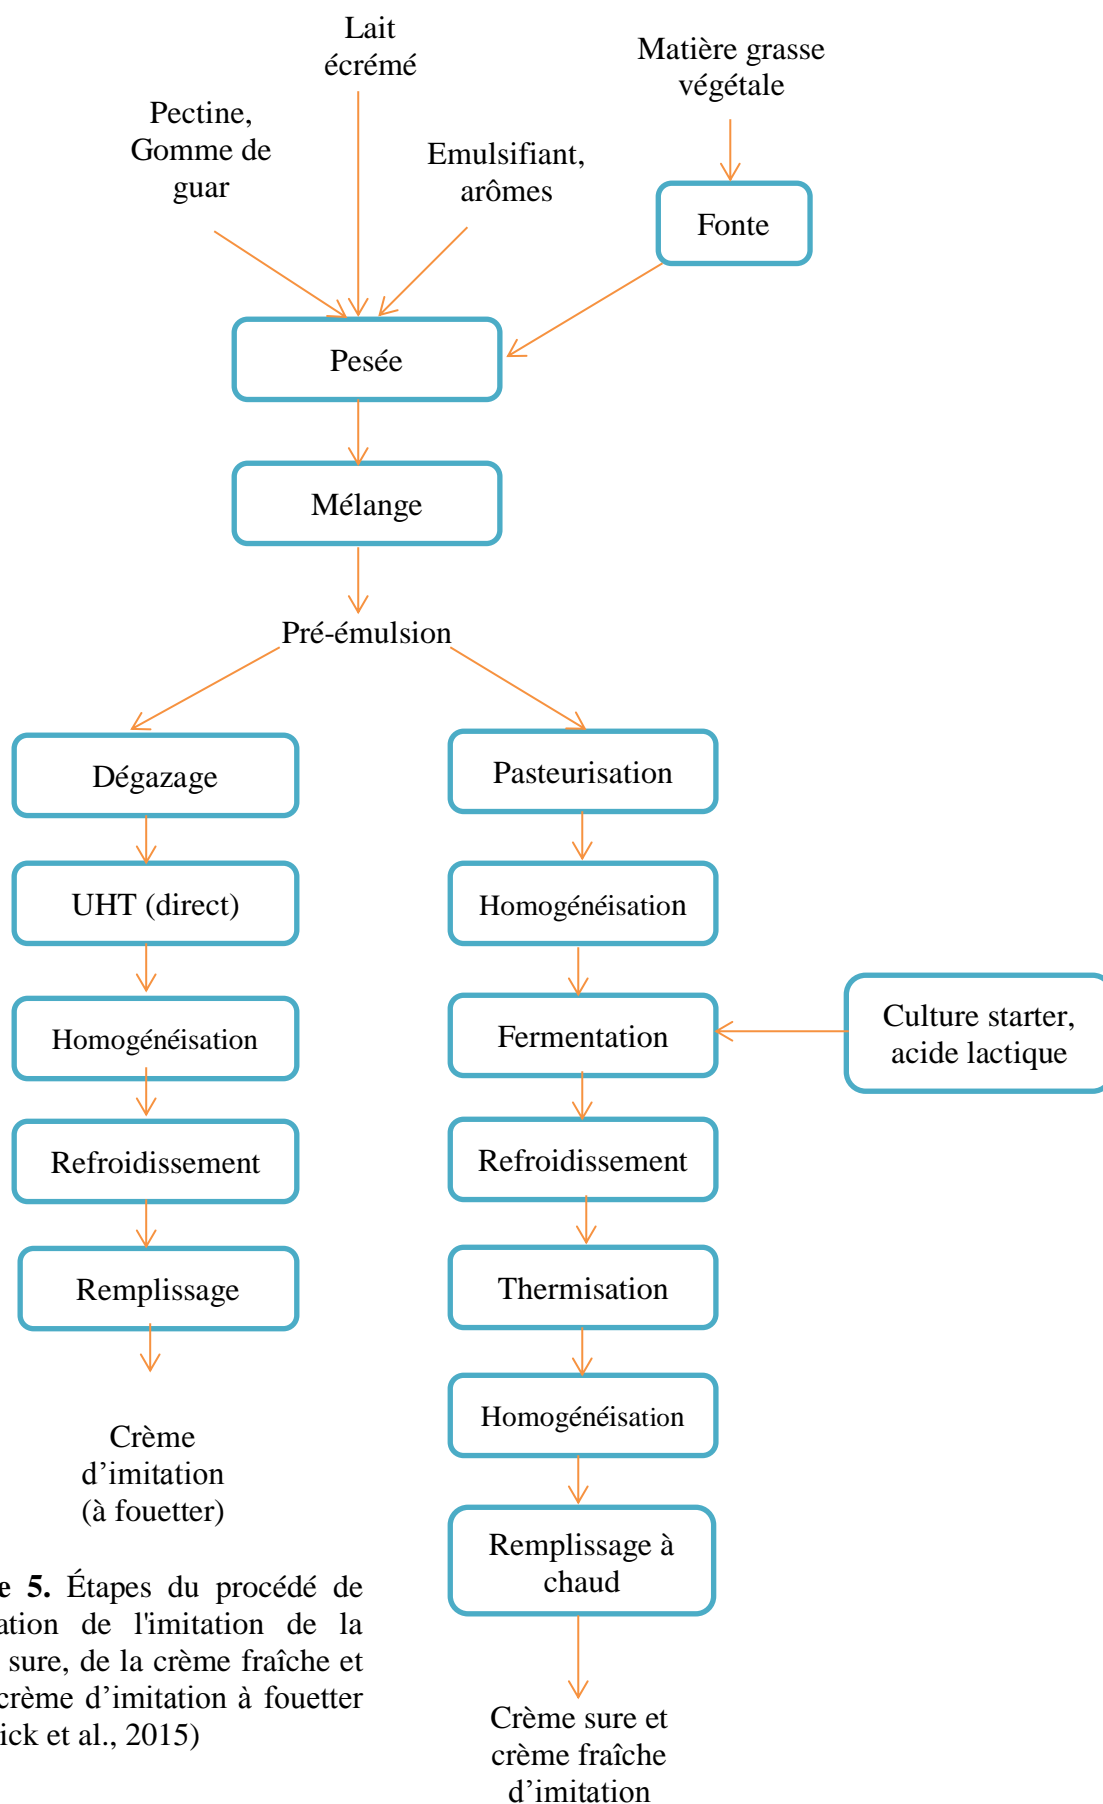 Lait
écrémé
Matière grasse
végétale
Pectine,
Gomme de
guar
Emulsifiant,
arômes
Fonte
Pesée
Mélange
Pré-émulsion
Dégazage
Pasteurisation
UHT (direct)
Homogénéisation
Homogénéisation
Fermentation
Culture starter,
acide lactique
Refroidissement
Refroidissement
Remplissage
Thermisation
Homogénéisation
Crème
d’imitation
(à fouetter)
Remplissage à
chaud
e 5. Étapes du procédé de
ation de l'imitation de la
sure, de la crème fraîche et
crème d’imitation à fouetter
ick et al., 2015)
Crème sure et
crème fraîche
d’imitation